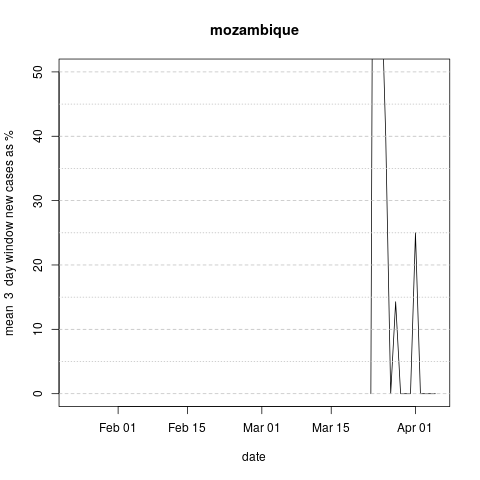 mozambique
mean  3  day window new cases as %
50
40
30
20
10
0
Feb 01
Feb 15
Mar 01
Mar 15
Apr 01
date